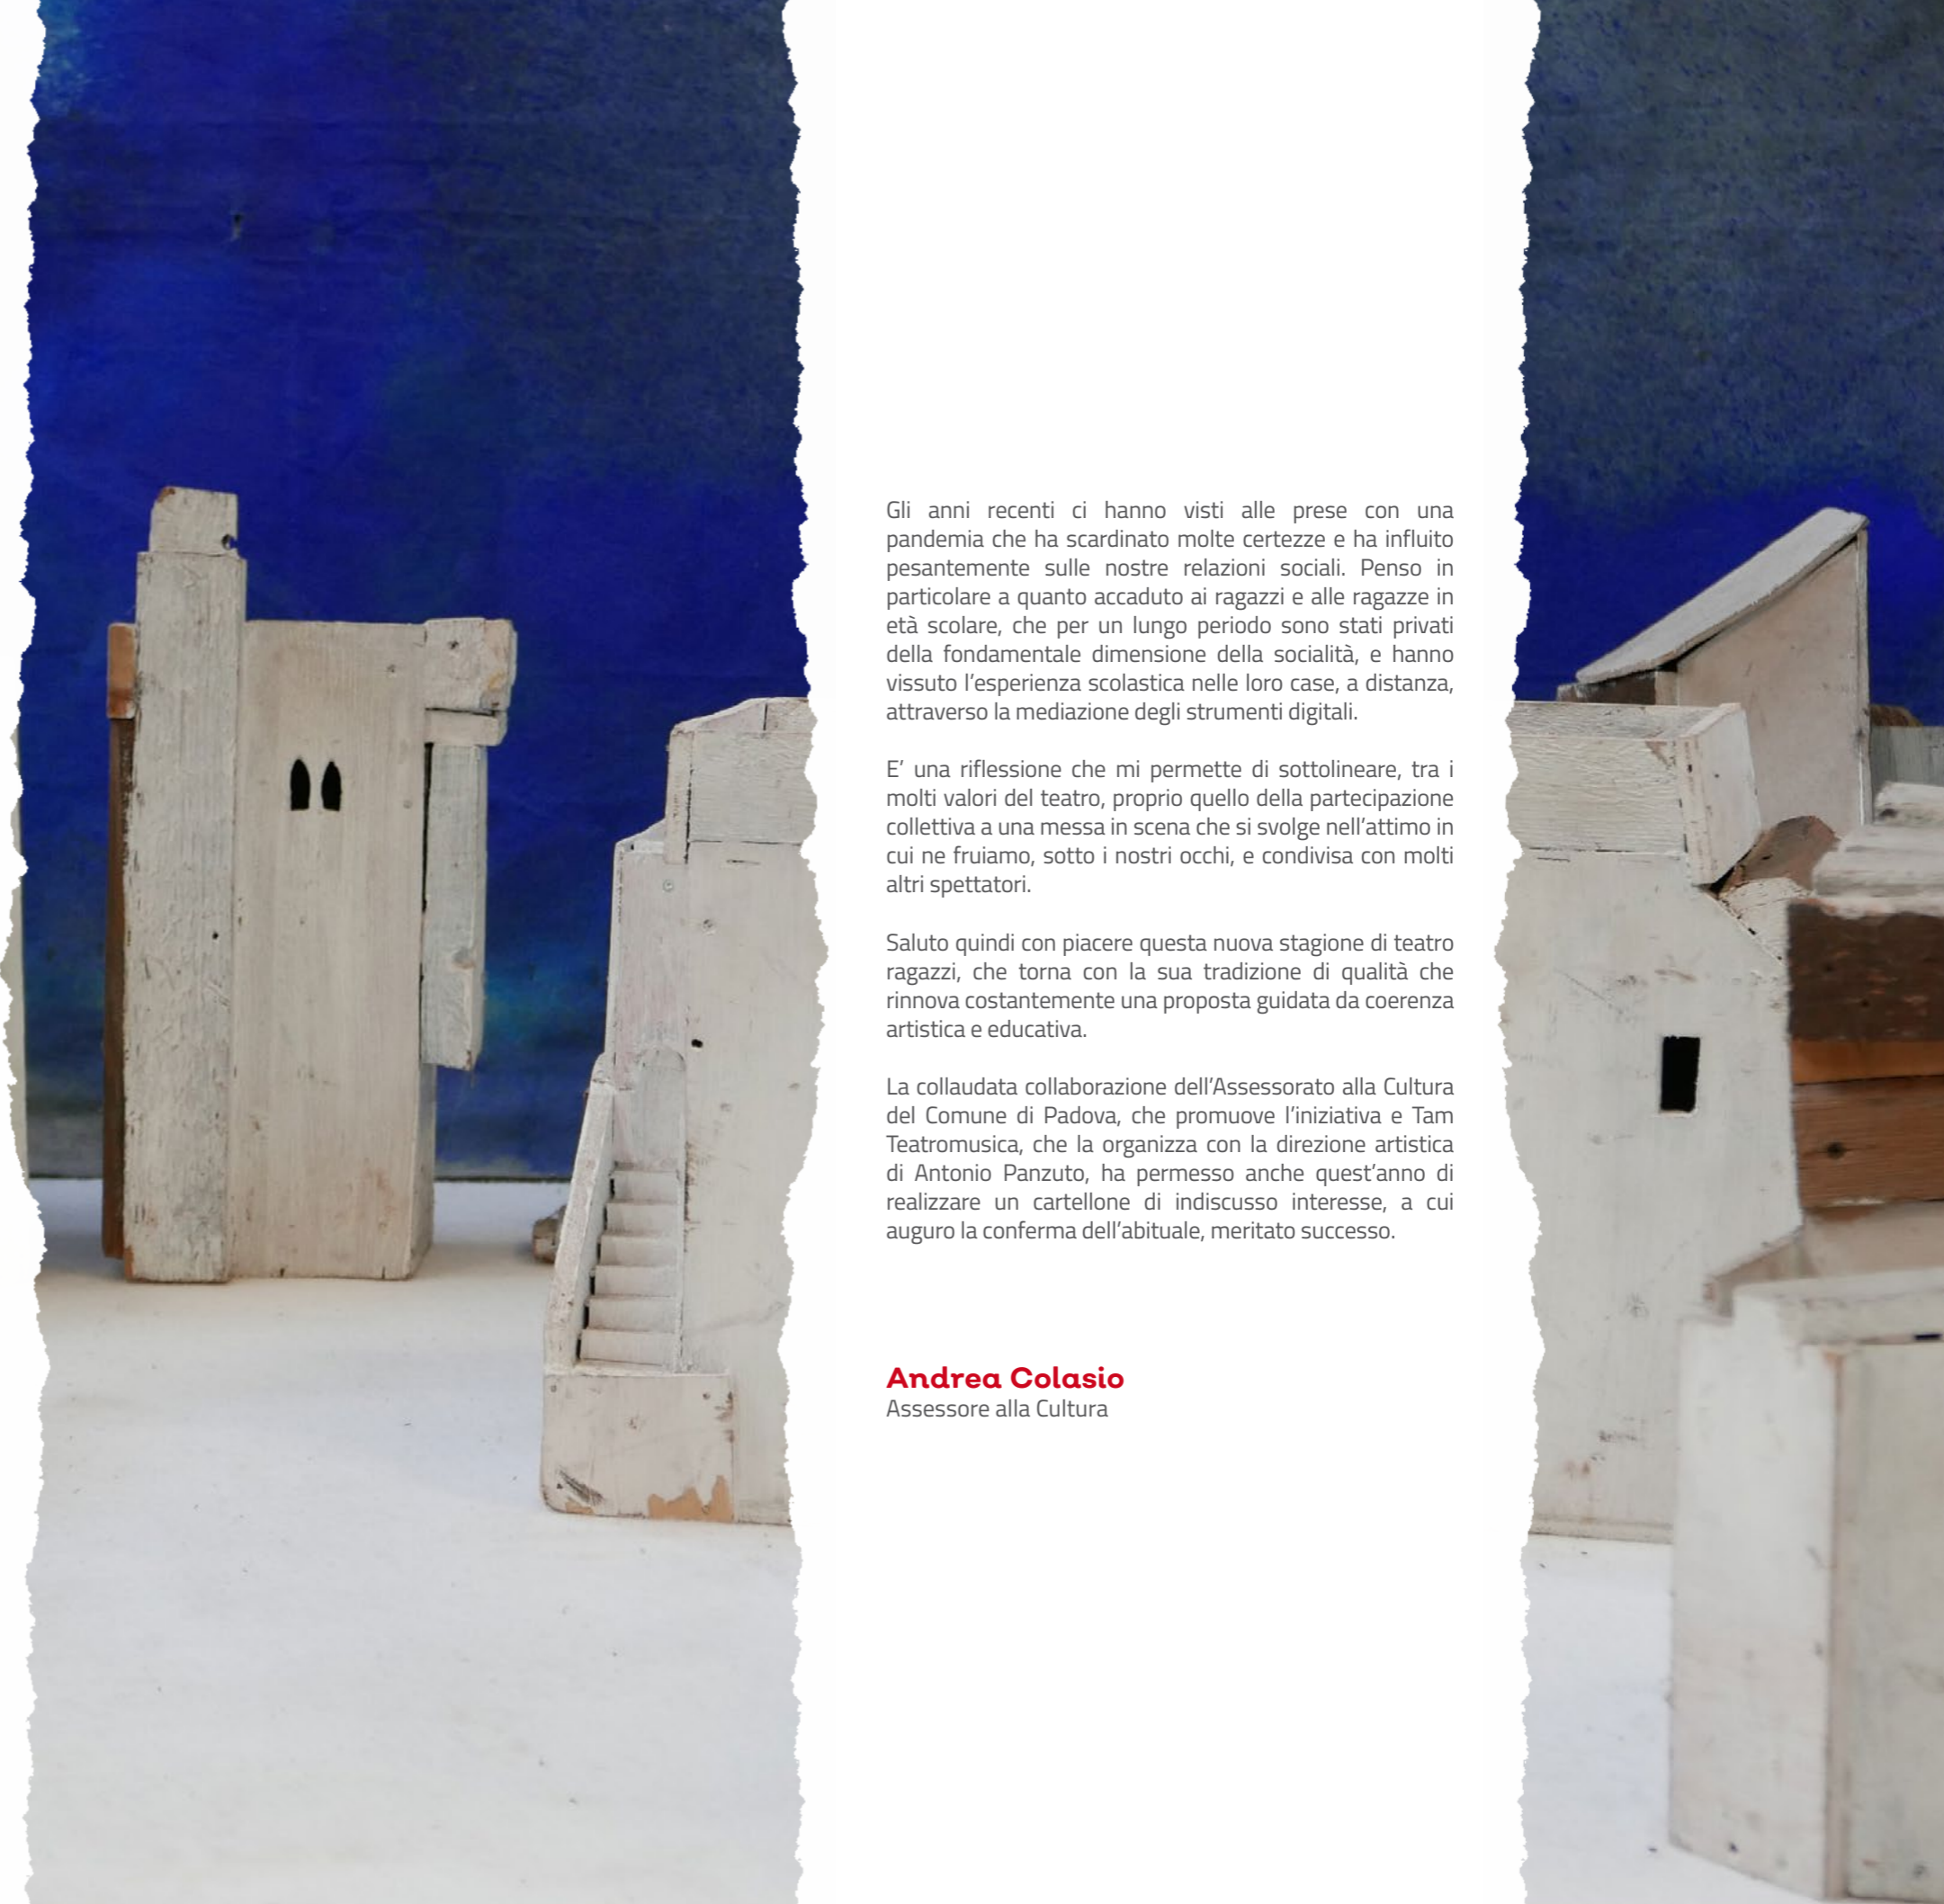 Gli anni recenti ci hanno visti alle prese con una
pandemia che ha scardinato molte certezze e ha influito
pesantemente sulle nostre relazioni sociali. Penso in
particolare a quanto accaduto ai ragazzi e alle ragazze in
età scolare, che per un lungo periodo sono stati privati
della fondamentale dimensione della socialità, e hanno
vissuto l’esperienza scolastica nelle loro case, a distanza,
attraverso la mediazione degli strumenti digitali.
E’ una riflessione che mi permette di sottolineare, tra i
molti valori del teatro, proprio quello della partecipazione
collettiva a una messa in scena che si svolge nell’attimo in
cui ne fruiamo, sotto i nostri occhi, e condivisa con molti
altri spettatori.
Saluto quindi con piacere questa nuova stagione di teatro
ragazzi, che torna con la sua tradizione di qualità che
rinnova costantemente una proposta guidata da coerenza
artistica e educativa.
La collaudata collaborazione dell’Assessorato alla Cultura
del Comune di Padova, che promuove l’iniziativa e Tam
Teatromusica, che la organizza con la direzione artistica
di Antonio Panzuto, ha permesso anche quest’anno di
realizzare un cartellone di indiscusso interesse, a cui
auguro la conferma dell’abituale, meritato successo.
Andrea Colasio
Assessore alla Cultura